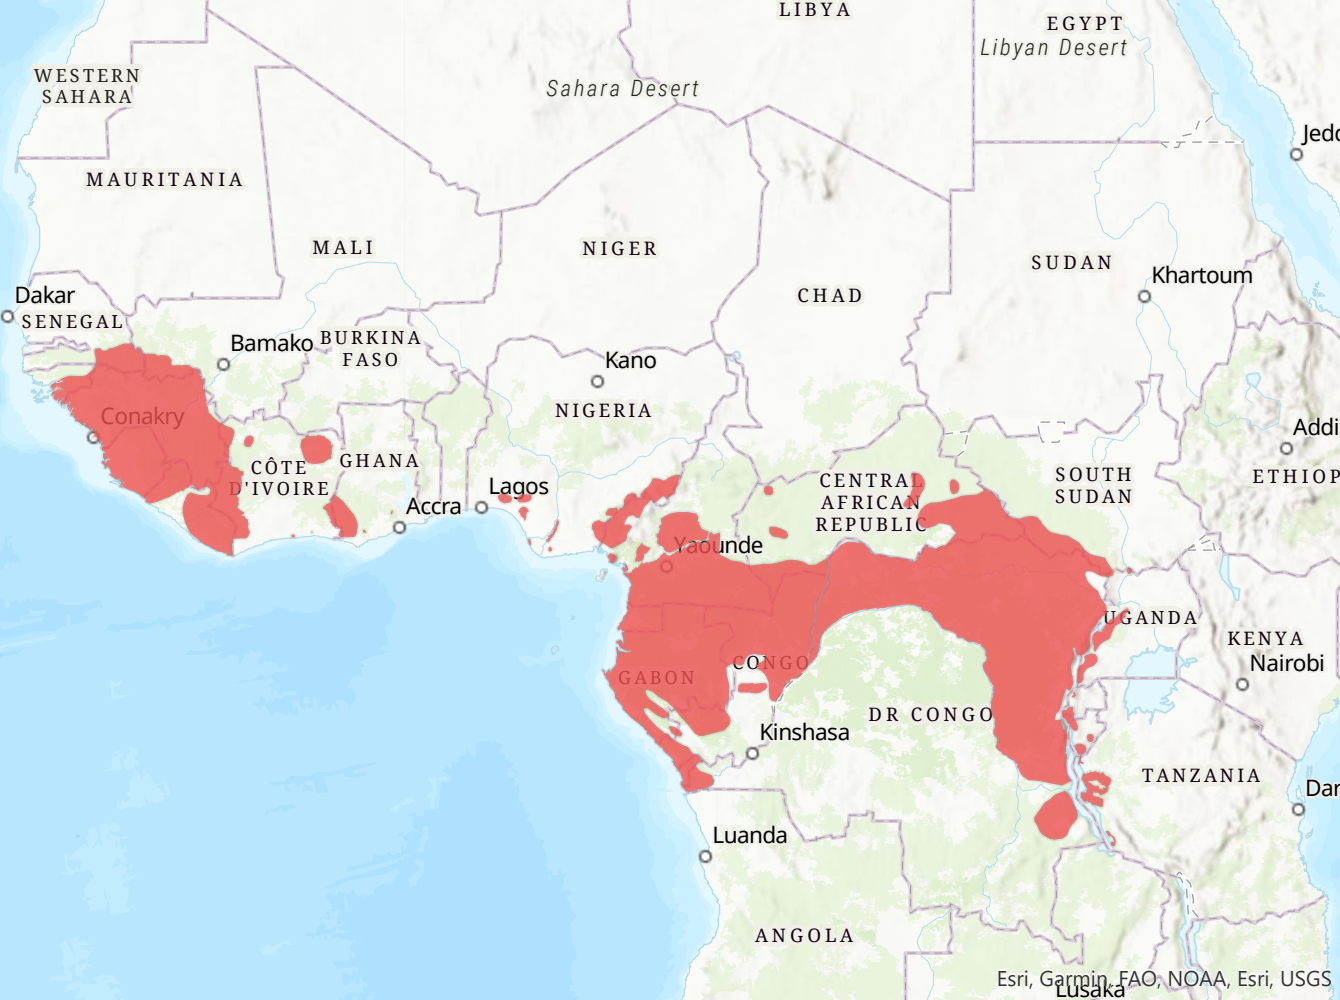 LIBYA
EGYPT
Libyan Desert
WESTERN
SAHARA
Sahara Desert
MAURITANIA
MALI
NIGER
CHAD
SUDAN
Khartoum
Dakar
SENEGAL
Bamako
BURKINA
FASO
Kano
NIGERIA
Conakry
CÔTE
D'IVOIRE
GHANA
Accra
Lagos
CENTRAL
AFRICAN
REPUBLIC
SOUTH
SUDAN
Addi
ETHIOP
Jedd
Yaounde
UGANDA
KENYA
Nairobi
CONGO
GABON
DR CONGO
Kinshasa
TANZANIA
Dar
Luanda
ANGOLA
Lusaka
Esri, Garmin, FAO, NOAA, Esri, USGS